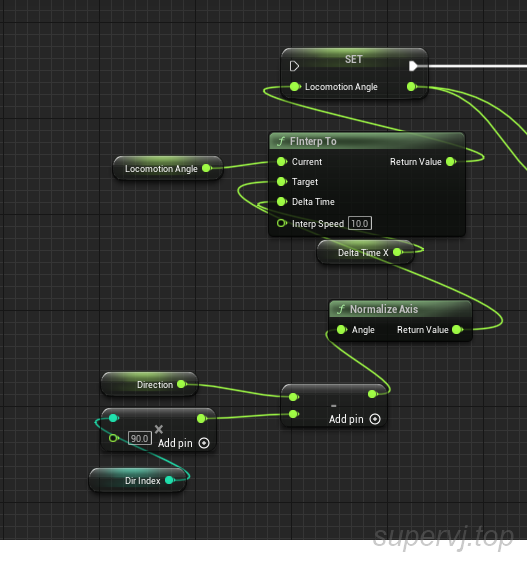 SET
Locomotion Angle
FInterp To
Locomotion Angle
Current
Return Value
Target
Delta Time
Interp Speed 10.0
Delta Time X
Normalize Axis
Angle
Return Value
Direction
-
Add pin
×
90.0
Add pin
Dir Index
supervj.top